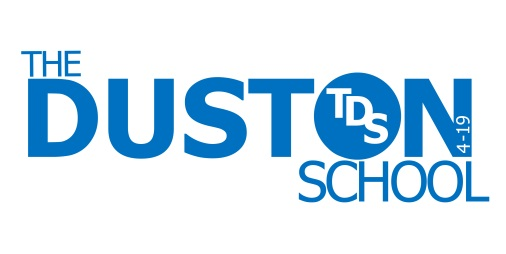 THE
DUSTON
TDS
4-19
SCHOOL